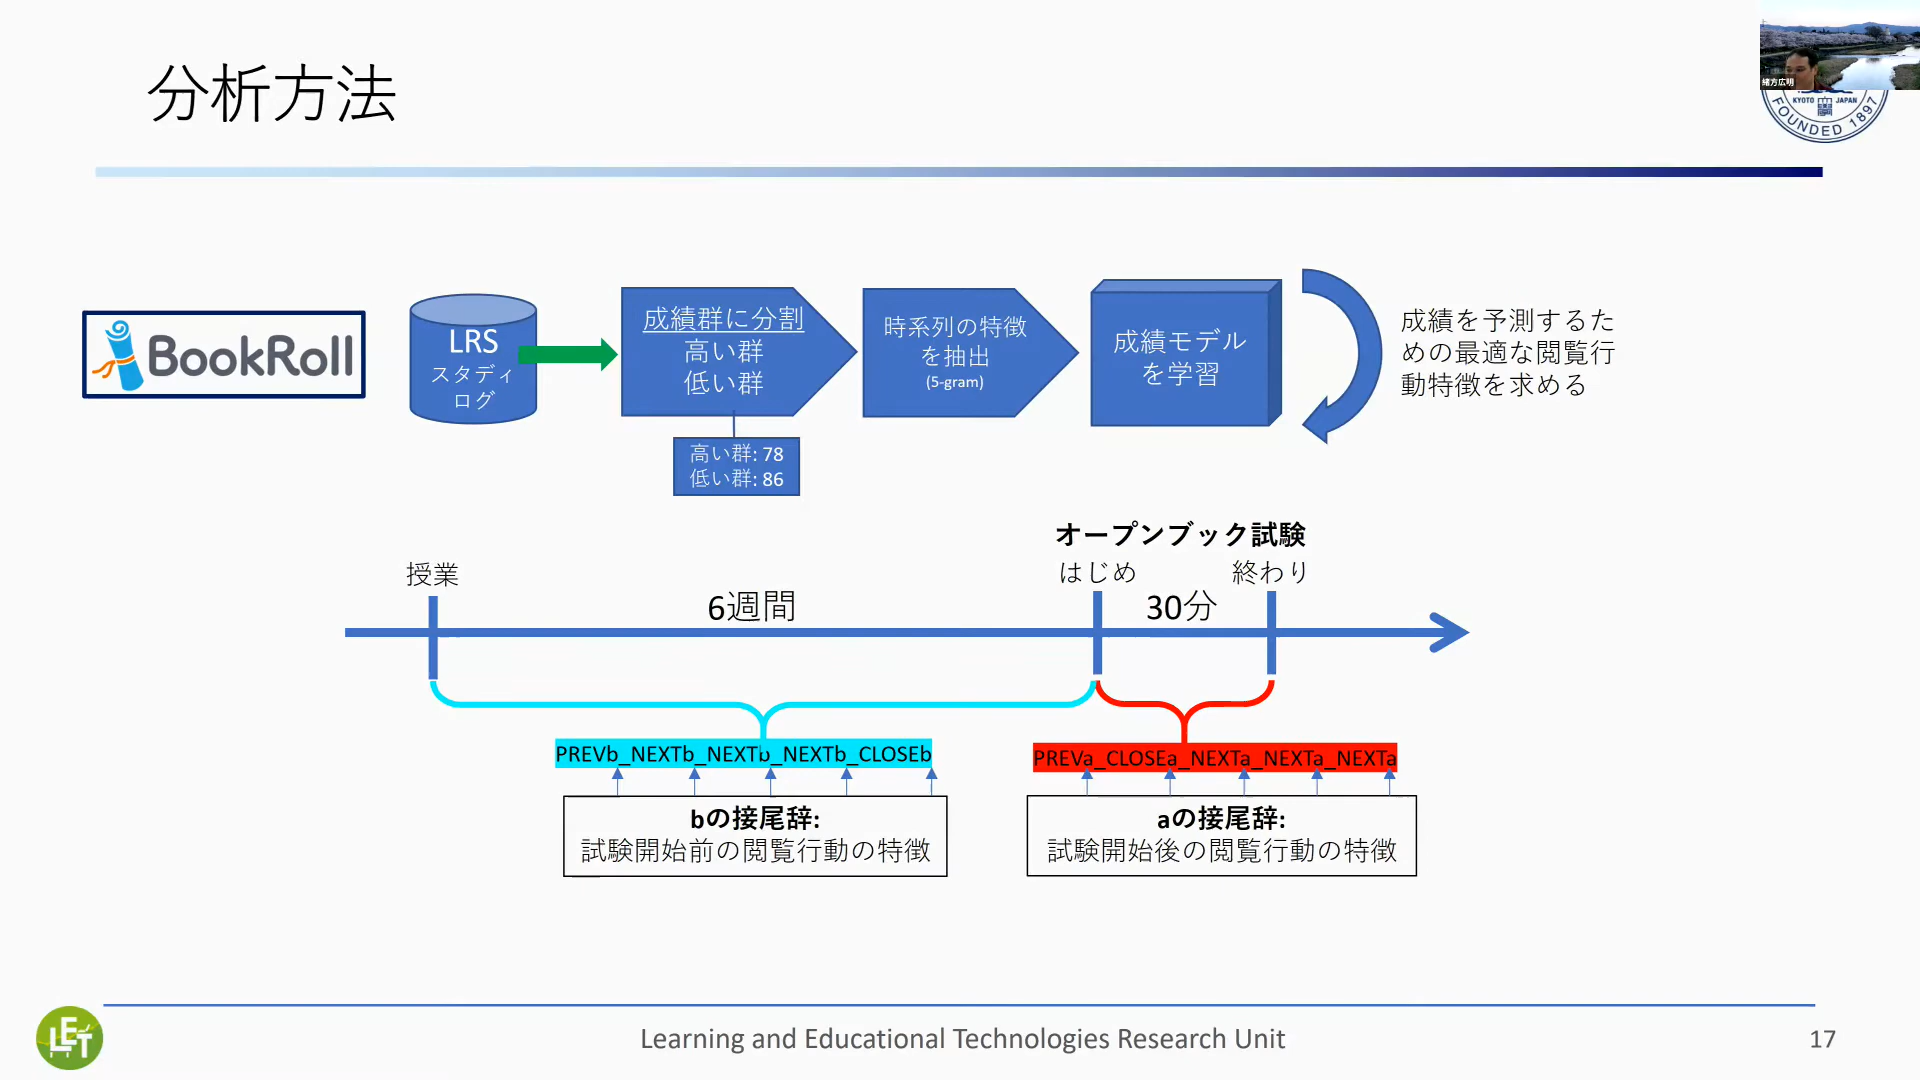 分析方法
緒方広明
KYOTO JAPAN
FOUNDED 1897
BookRoll
LRS
スタディ
ログ
成績群に分割
高い群
低い群
高い群: 78
低い群: 86
時系列の特徴
を抽出
(5-gram)
成績モデル
を学習
成績を予測するた
めの最適な閲覧行
動特徴を求める
オープンブック試験
授業
はじめ
終わり
6週間
30分
PREVb_NEXTb_NEXTb_NEXTb_CLOSEb
PREVa_CLOSEa_NEXTa_NEXTa_NEXTa
bの接尾辞:
試験開始前の閲覧行動の特徴
aの接尾辞:
試験開始後の閲覧行動の特徴
LET
Learning and Educational Technologies Research Unit
17